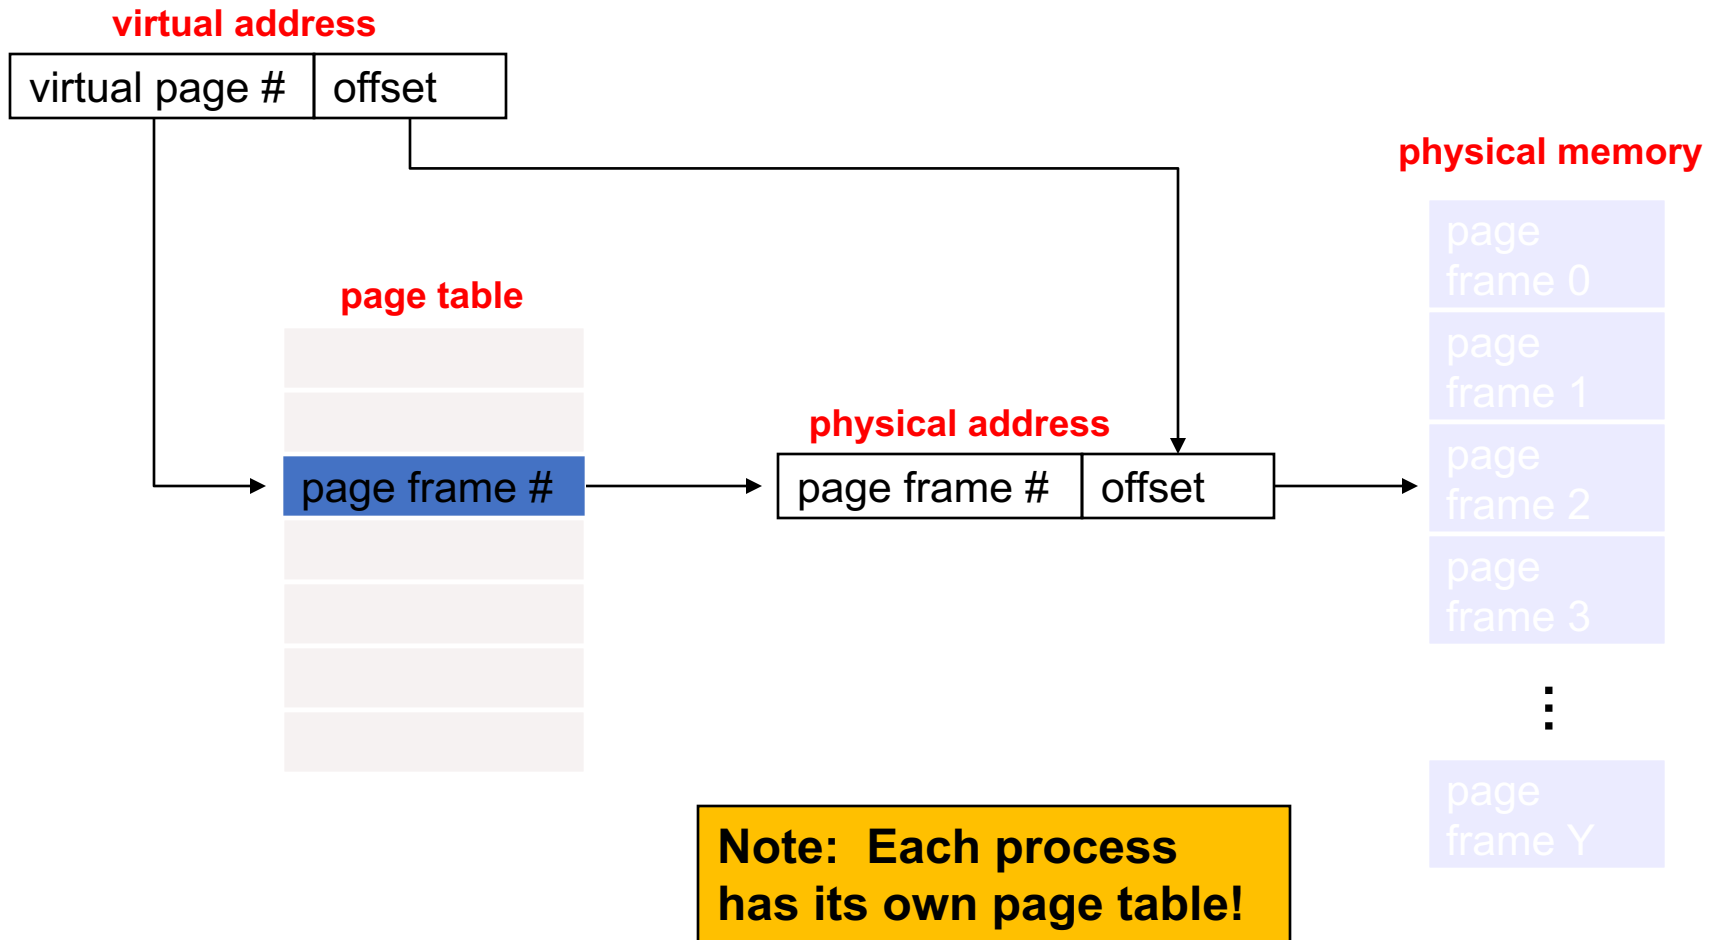 virtual address
virtual page # offset
physical memory
page
frame 0
page table
page
frame 1
physical address
page
frame 2
page frame #
page frame # offset
page
frame 3
⋮
page
frame Y
Note: Each process
has its own page table!